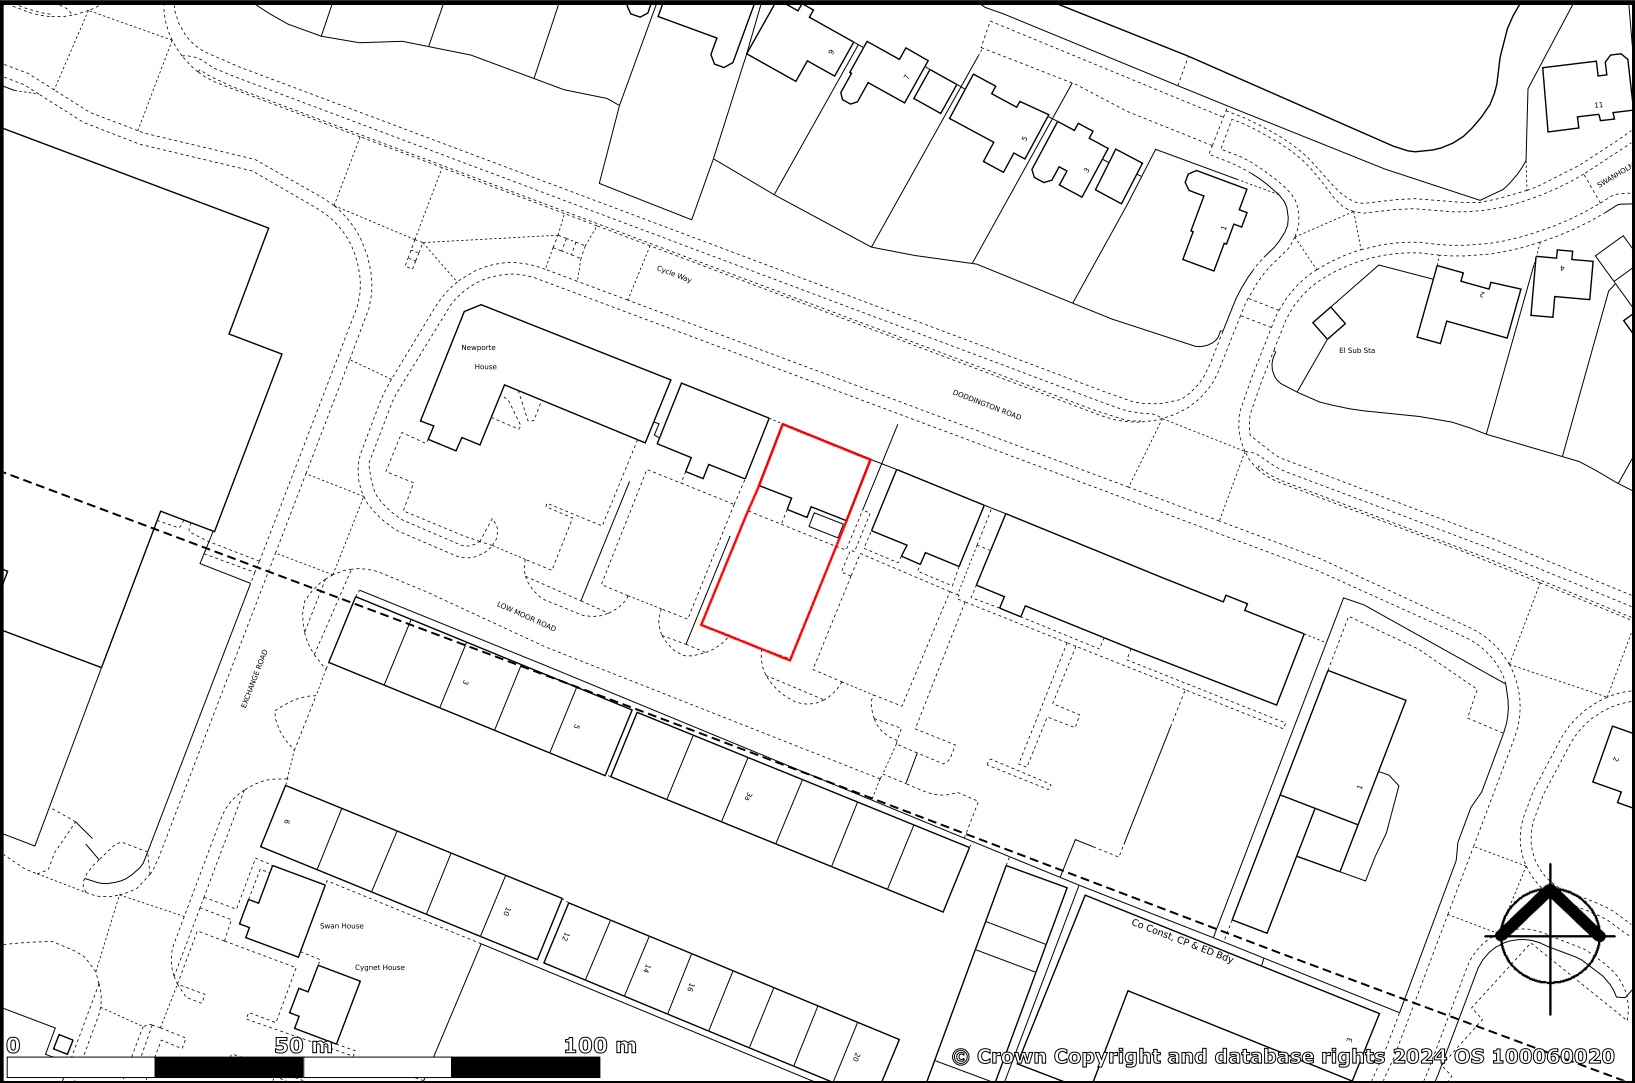 9
7
5
3
1
11
SWANHOLM
Cycle Way
4
2
Newporte
House
El Sub Sta
DODDINGTON ROAD
LOW MOOR ROAD
EXCHANGE ROAD
3
5
3a
1
2
9
10
12
14
16
20
Swan House
Cygnet House
Co Const, CP & ED Bdy
3
0
50 m
100 m
© Crown Copyright and database rights 2024 OS 100060020